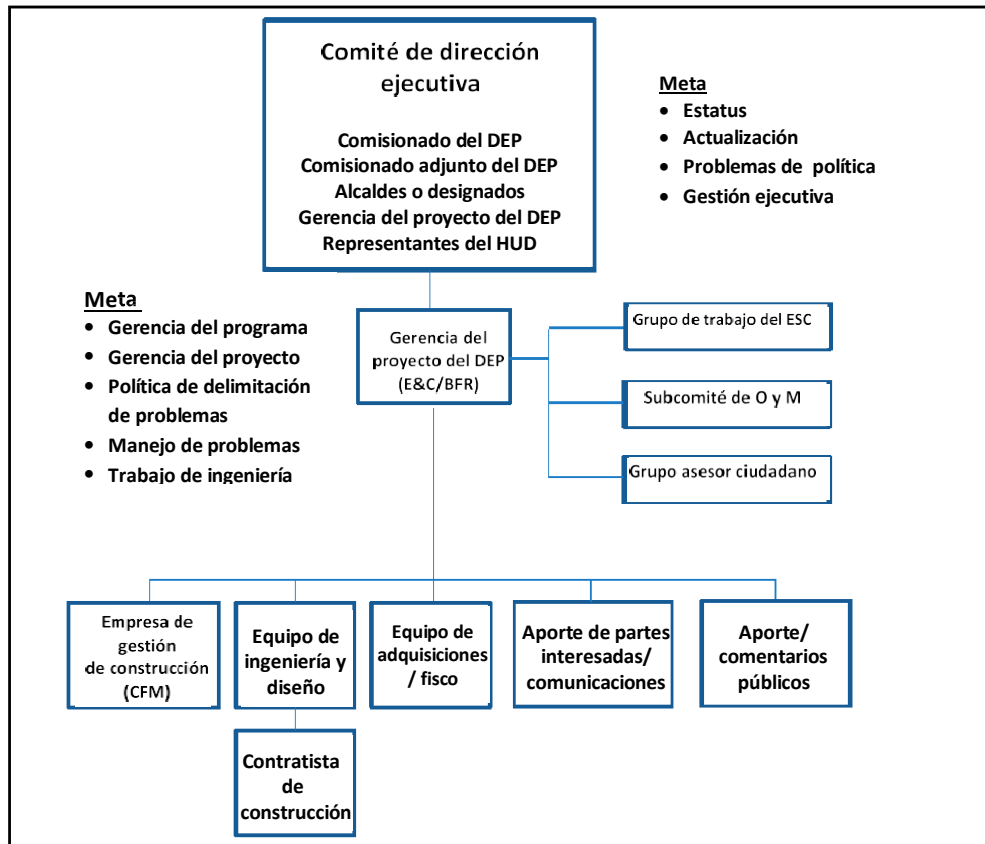 Comité de dirección
ejecutiva
Comisionado del DEP
Comisionado adjunto del DEP
Alcaldes o designados
Gerencia del proyecto del DEP
Representantes del HUD
Meta
• Estatus
• Actualización
• Problemas de política
• Gestión ejecutiva
Meta
• Gerencia del programa
• Gerencia del proyecto
• Política de delimitación
de problemas
• Manejo de problemas
• Trabajo de ingeniería
Gerencia del
proyecto del DEP
(E&C/BFR)
Grupo de trabajo del ESC
Subcomité de O y M
Grupo asesor ciudadano
Empresa de
gestión
de construcción
(CFM)
Equipo de
ingeniería y
diseño
Equipo de
adquisiciones
/ fisco
Aporte de partes
interesadas/
comunicaciones
Aporte/
comentarios
públicos
Contratista
de
construcción